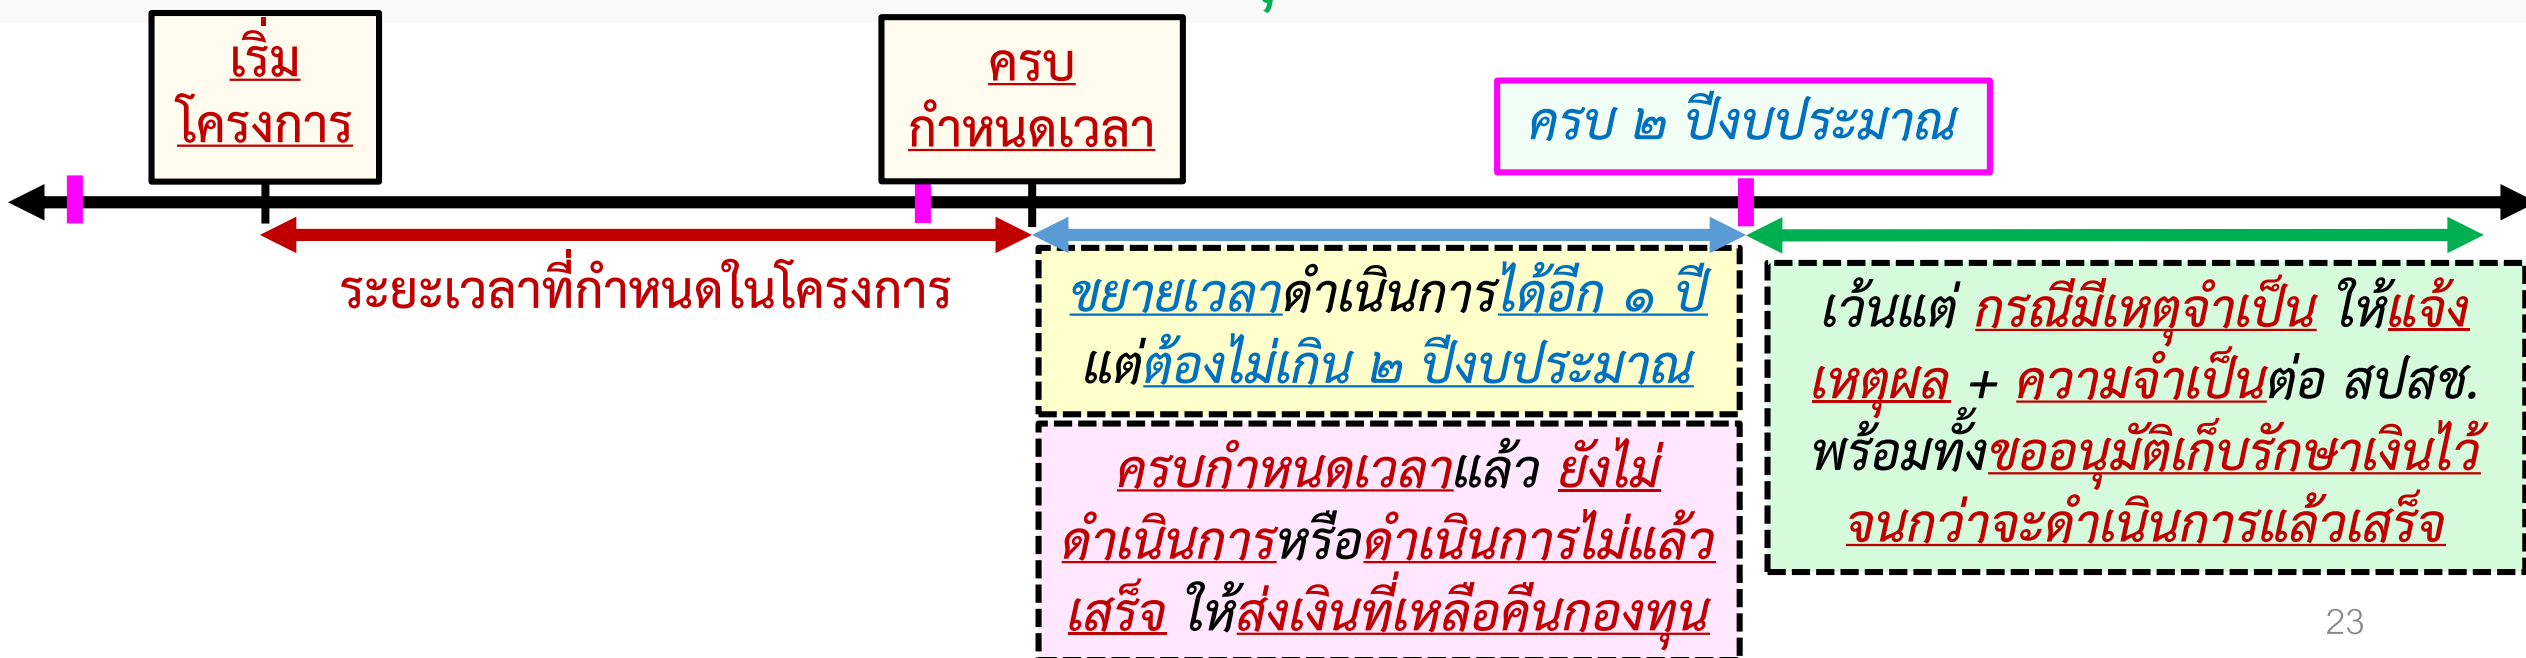 เริ่ม
โครงการ
ครบ
กำหนดเวลา
ครบ ๒ ปีงบประมาณ
ระยะเวลาที่กำหนดในโครงการ
ขยายเวลาดำเนินการได้อีก ๑ ปี
แต่ต้องไม่เกิน ๒ ปีงบประมาณ
ครบกำหนดเวลาแล้ว ยังไม่
ดำเนินการหรือดำเนินการไม่แล้ว
เสร็จ ให้ส่งเงินที่เหลือคืนกองทุน
เว้นแต่ กรณีมีเหตุจำเป็น ให้แจ้ง
เหตุผล + ความจำเป็นต่อ สปสช.
พร้อมทั้งขออนุมัติเก็บรักษาเงินไว้
จนกว่าจะดำเนินการแล้วเสร็จ
23